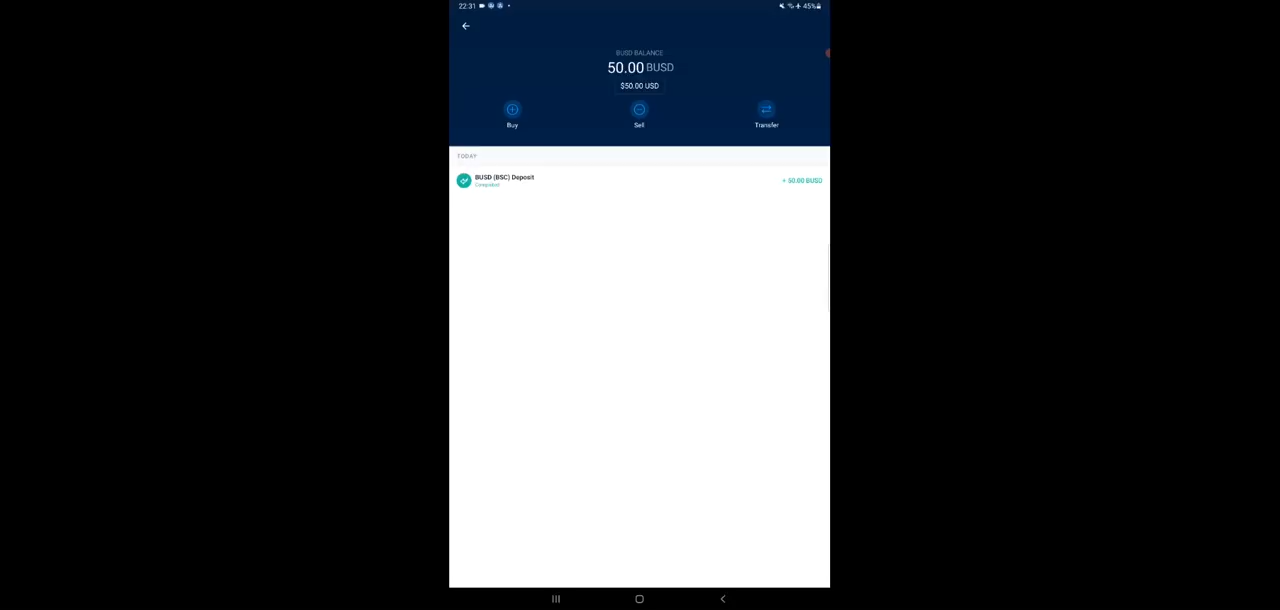 22:31 45%
BUSD BALANCE
50.00 BUSD
$50.00 USD
Buy Sell Transfer
TODAY
BUSD (BSC) Deposit + 50.00 BUSD
Completed